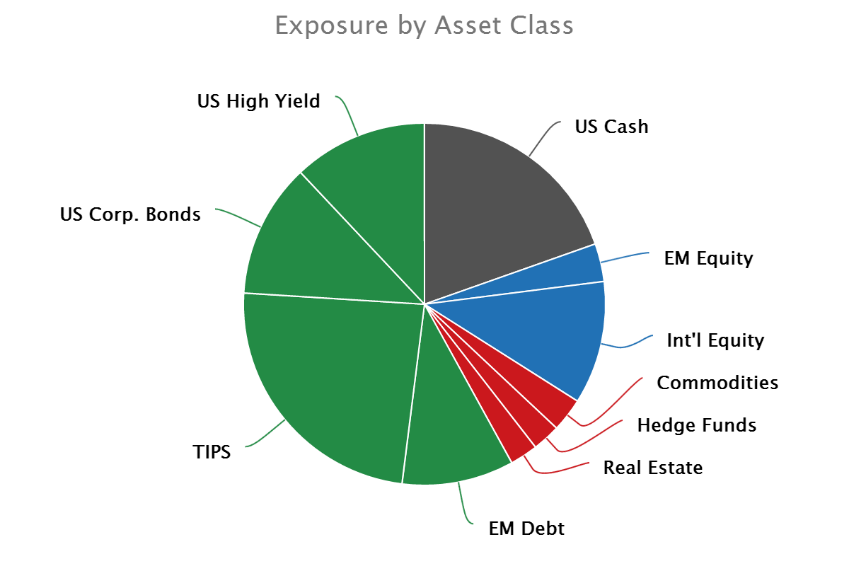 Exposure by Asset Class
US High Yield
US Cash
US Corp. Bonds
EM Equity
Int'l Equity
Commodities
Hedge Funds
TIPS
Real Estate
EM Debt